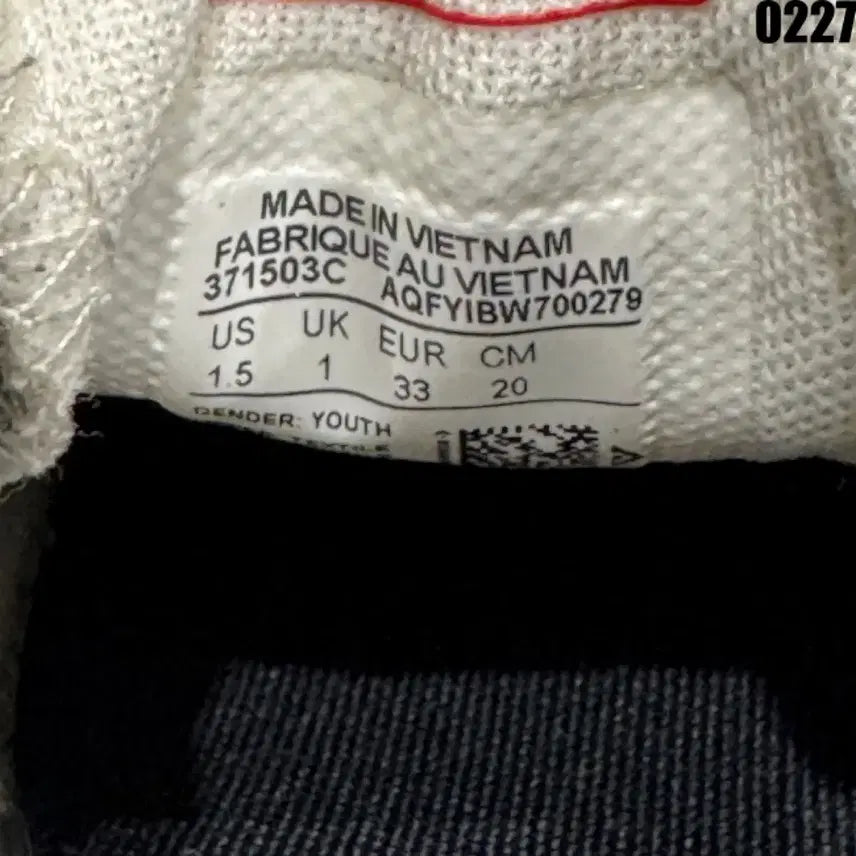 0227
MADE IN VIETNAM
FABRIQUE AU VIETNAM
371503C AQFYIBW700279
US UK EUR CM
1.5 1 33 20
GENDER: YOUTH